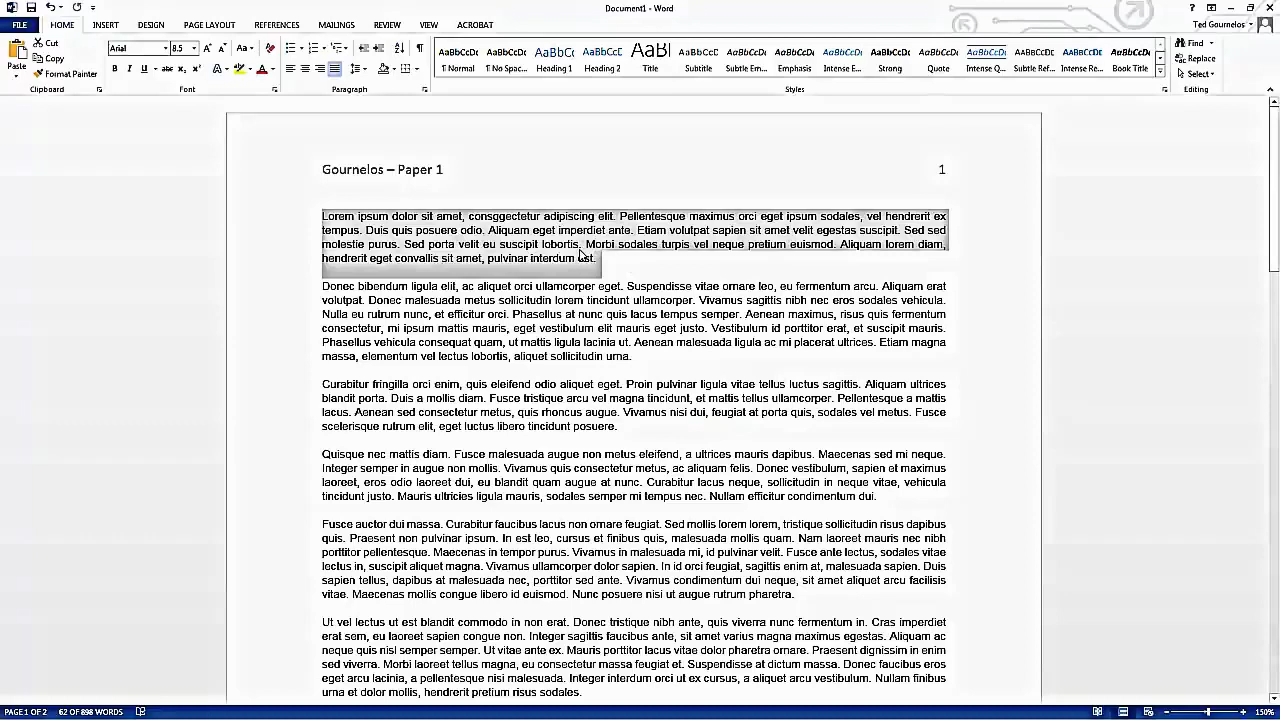 Document1 - Word
FILE HOME INSERT DESIGN PAGE LAYOUT REFERENCES MAILINGS REVIEW VIEW ACROBAT Ted Gournelos
Paste Cut Copy Format Painter Clipboard
Arial 8.5 Font
Paragraph
AaBbCcDc AaBbCcDc AaBbCc AaBbCcDc AaBl AaBbCcDc AaBbCcDc AaBbCcDc AaBbCcDc AaBbCcDc AaBbCcDc AaBbCcDc AaBbCcDc AaBbCcDc AaBbCcDc
¶ Normal ¶ No Spac... Heading 1 Heading 2 Title Subtitle Subtle Em... Emphasis Intense E... Strong Quote Intense Q... Subtle Ref... Intense Re... Book Title
Styles
Find Replace Select Editing
Gournelos – Paper 1 1
Lorem ipsum dolor sit amet, consggectetur adipiscing elit. Pellentesque maximus orci eget ipsum sodales, vel hendrerit ex
tempus. Duis quis posuere odio. Aliquam eget imperdiet ante. Etiam volutpat sapien sit amet velit egestas suscipit. Sed sed
molestie purus. Sed porta velit eu suscipit lobortis. Morbi sodales turpis vel neque pretium euismod. Aliquam lorem diam,
hendrerit eget convallis sit amet, pulvinar interdum est.
Donec bibendum ligula elit, ac aliquet orci ullamcorper eget. Suspendisse vitae ornare leo, eu fermentum arcu. Aliquam erat
volutpat. Donec malesuada metus sollicitudin lorem tincidunt ullamcorper. Vivamus sagittis nibh nec eros sodales vehicula.
Nulla eu rutrum nunc, et efficitur orci. Phasellus at nunc quis lacus tempus semper. Aenean maximus, risus quis fermentum
consectetur, mi ipsum mattis mauris, eget vestibulum elit mauris eget justo. Vestibulum id porttitor erat, et suscipit mauris.
Phasellus vehicula consequat quam, ut mattis ligula lacinia ut. Aenean malesuada ligula ac mi placerat ultrices. Etiam magna
massa, elementum vel lectus lobortis, aliquet sollicitudin urna.
Curabitur fringilla orci enim, quis eleifend odio aliquet eget. Proin pulvinar ligula vitae tellus luctus sagittis. Aliquam ultrices
blandit porta. Duis a mollis diam. Fusce tristique arcu vel magna tincidunt, et mattis tellus ullamcorper. Pellentesque a mattis
lacus. Aenean sed consectetur metus, quis rhoncus augue. Vivamus nisi dui, feugiat at porta quis, sodales vel metus. Fusce
scelerisque rutrum elit, eget luctus libero tincidunt posuere.
Quisque nec mattis diam. Fusce malesuada augue non metus eleifend, a ultrices mauris dapibus. Maecenas sed mi neque.
Integer semper in augue non mollis. Vivamus quis consectetur metus, ac aliquam felis. Donec vestibulum, sapien et maximus
laoreet, eros odio laoreet dui, eu blandit quam augue at nunc. Curabitur lacus neque, sollicitudin in neque vitae, vehicula
tincidunt justo. Mauris ultricies ligula mauris, sodales semper mi tempus nec. Nullam efficitur condimentum dui.
Fusce auctor dui massa. Curabitur faucibus lacus non ornare feugiat. Sed mollis lorem lorem, tristique sollicitudin risus dapibus
quis. Praesent non pulvinar ipsum. In est leo, cursus et finibus quis, malesuada mollis quam. Nam laoreet mauris nec nibh
porttitor pellentesque. Maecenas in tempor purus. Vivamus in malesuada mi, id pulvinar velit. Fusce ante lectus, sodales vitae
lectus in, suscipit aliquet magna. Vivamus ullamcorper dolor sapien. In id orci feugiat, sagittis enim at, malesuada sapien. Duis
sapien tellus, dapibus at malesuada nec, porttitor sed ante. Vivamus condimentum dui neque, sit amet aliquet arcu facilisis
vitae. Maecenas mollis congue libero id euismod. Nunc posuere nisi ut augue rutrum pharetra.
Ut vel lectus ut est blandit commodo in non erat. Donec tristique nibh ante, quis viverra nunc fermentum in. Cras imperdiet
erat sem, eu laoreet sapien congue non. Integer sagittis faucibus ante, sit amet varius magna maximus egestas. Aliquam ac
neque quis nisl semper semper. Ut vitae ante ex. Mauris porttitor lacus vitae dolor pharetra ornare. Praesent dignissim in enim
sed viverra. Morbi laoreet tellus magna, eu consectetur massa feugiat et. Suspendisse at dictum massa. Donec faucibus eros
eget arcu lacinia, a pellentesque nisi malesuada. Integer interdum orci ut ex cursus, a aliquet arcu vestibulum. Nullam finibus
urna et dolor mollis, hendrerit pretium risus sodales.
PAGE 1 OF 2 62 OF 898 WORDS 150%